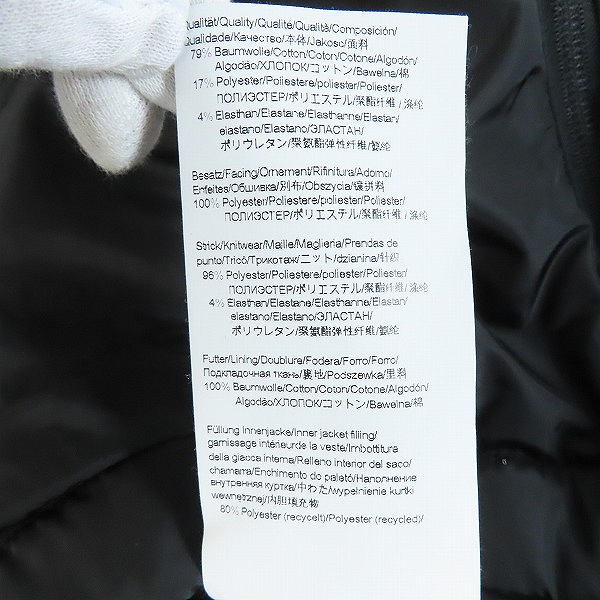 Qualität/Quality/Qualité/Qualità/Composición/
Qualidade/Качество/本体/Jakość/面料
79% Baumwolle/Cotton/Coton/Cotone/Algodón/
Algodão/ХЛОПОК/コットン/Bawełna/棉
17% Polyester/Poliestere/poliester/Poliester/
ПОЛИЭСТЕР/ポリエステル/聚酯纤维 / 涤纶
4% Elasthan/Elastane/Elasthanne/Elastan/
elastano/Elastano/ЭЛАСТАН/
ポリウレタン/聚氨酯弹性纤维/氨纶
Besatz/Facing/Ornement/Rifinitura/Adorno/
Enfeites/Обшивка/別布/Obszycia/镶拼料
100% Polyester/Poliestere/poliester/Poliester/
ПОЛИЭСТЕР/ポリエステル/聚酯纤维 / 涤纶
Strick/Knitwear/Maille/Maglieria/Prendas de
punto/Tricô/Трикотаж/ニット/dzianina/针织
96% Polyester/Poliestere/poliester/Poliester/
ПОЛИЭСТЕР/ポリエステル/聚酯纤维/ 涤纶
4% Elasthan/Elastane/Elasthanne/Elastan/
elastano/Elastano/ЭЛАСТАН/
ポリウレタン/聚氨酯弹性纤维/氨纶
Futter/Lining/Doublure/Fodera/Forro/Forro/
Подкладочная ткань/裏地/Podszewka/里料
100% Baumwolle/Cotton/Coton/Cotone/Algodón/
Algodão/ХЛОПОК/コットン/Bawełna/棉
Füllung Innenjacke/Inner jacket filling/
garnissage intérieure de la veste/Imbottitura
della giacca interna/Relleno interior del saco/
chamarra/Enchimento do paletó/Наполнение
внутренняя куртка/中わた/wypełnienie kurtki
wewnętrznej/内胆填充物
80% Polyester (recycelt)/Polyester (recycled)/